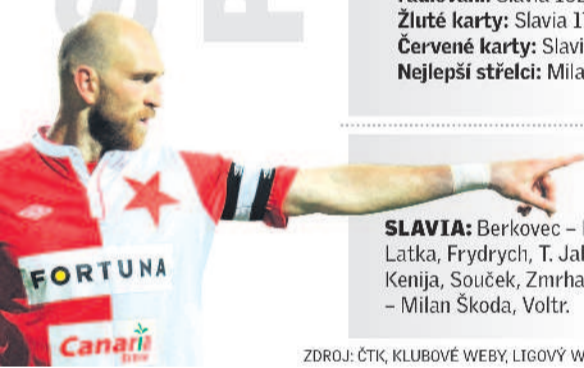 Žluté karty: Slavia 1
Červené karty: Slavi
Nejlepší střelci: Mila
SLAVIA: Berkovec –
Latka, Frydrych, T. Jal
Kenija, Souček, Zmrha
– Milan Škoda, Voltr.
FORTUNA
Canaria
ZDROJ: ČTK, KLUBOVÉ WEBY, LIGOVÝ W